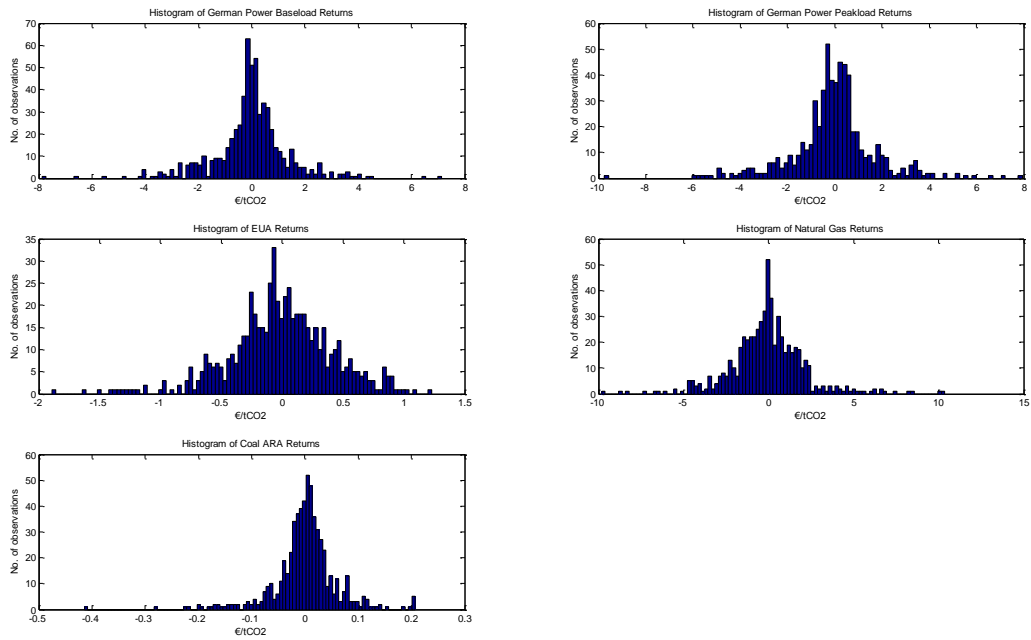 Histogram of German Power Baseload Returns
70
60
50
40
30
20
10
0
No. of observations
-8 -6 -4 -2 0 2 4 6 8
€/tCO2
Histogram of German Power Peakload Returns
60
50
40
30
20
10
0
No. of observations
-10 -8 -6 -4 -2 0 2 4 6 8
€/tCO2
Histogram of EUA Returns
35
30
25
20
15
10
5
0
No. of observations
-2 -1.5 -1 -0.5 0 0.5 1 1.5
€/tCO2
Histogram of Natural Gas Returns
60
50
40
30
20
10
0
No. of observations
-10 -5 0 5 10 15
€/tCO2
Histogram of Coal ARA Returns
60
50
40
30
20
10
0
No. of observations
-0.5 -0.4 -0.3 -0.2 -0.1 0 0.1 0.2 0.3
€/tCO2